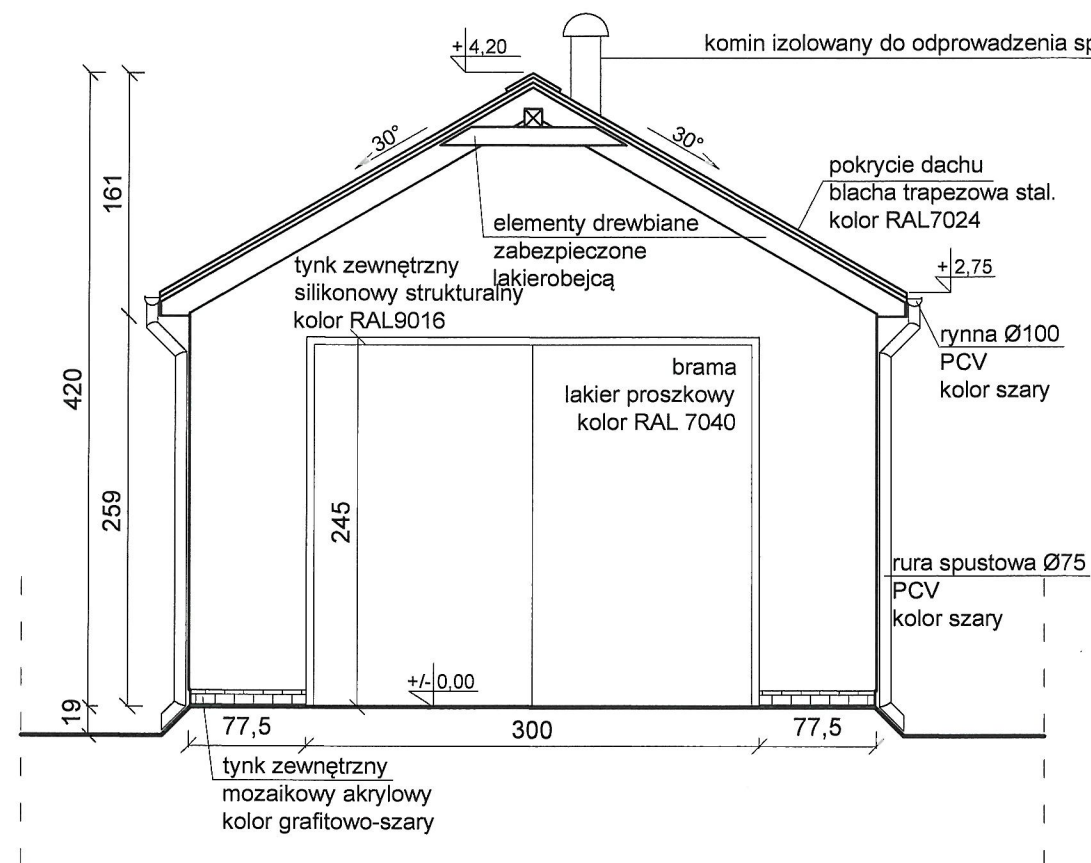 +4,20
komin izolowany do odprowadzenia sp
30°
30°
161
pokrycie dachu
blacha trapezowa stal.
kolor RAL7024
elementy drewbiane
zabezpieczone
lakierobejcą
tynk zewnętrzny
silikonowy strukturalny
kolor RAL9016
+2,75
rynna Ø100
PCV
kolor szary
420
brama
lakier proszkowy
kolor RAL 7040
259
245
rura spustowa Ø75
PCV
kolor szary
+/-0,00
19
77,5
300
77,5
tynk zewnętrzny
mozaikowy akrylowy
kolor grafitowo-szary